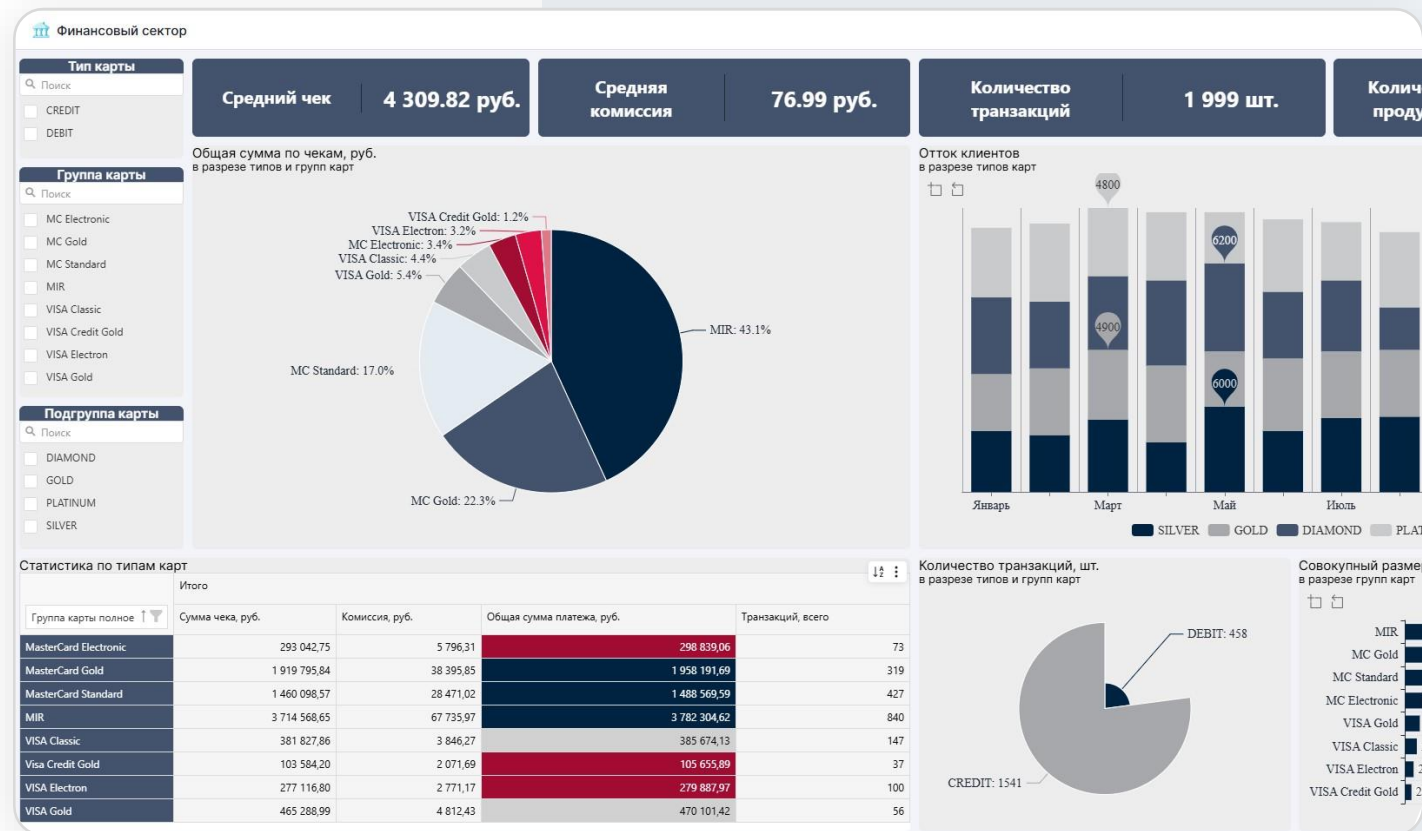 Финансовый сектор
Тип карты
Поиск
CREDIT
DEBIT
Группа карты
Поиск
MC Electronic
MC Gold
MC Standard
MIR
VISA Classic
VISA Credit Gold
VISA Electron
VISA Gold
Подгруппа карты
Поиск
DIAMOND
GOLD
PLATINUM
SILVER
Средний чек
4 309.82 руб.
Средняя
комиссия
76.99 руб.
Количество
транзакций
1 999 шт.
Колич
проду
Общая сумма по чекам, руб.
в разрезе типов и групп карт
VISA Credit Gold: 1.2%
VISA Electron: 3.2%
MC Electronic: 3.4%
VISA Classic: 4.4%
VISA Gold: 5.4%
MIR: 43.1%
MC Standard: 17.0%
MC Gold: 22.3%
Отток клиентов
в разрезе типов карт
4800
6200
4900
6000
Январь Март Май Июль
SILVER GOLD DIAMOND PLAT
Статистика по типам карт
Итого
Группа карты полное Сумма чека, руб. Комиссия, руб. Общая сумма платежа, руб. Транзакций, всего
MasterCard Electronic 293 042,75 5 796,31 298 839,06 73
MasterCard Gold 1 919 795,84 38 395,85 1 958 191,69 319
MasterCard Standard 1 460 098,57 28 471,02 1 488 569,59 427
MIR 3 714 568,65 67 735,97 3 782 304,62 840
VISA Classic 381 827,86 3 846,27 385 674,13 147
Visa Credit Gold 103 584,20 2 071,69 105 655,89 37
VISA Electron 277 116,80 2 771,17 279 887,97 100
VISA Gold 465 288,99 4 812,43 470 101,42 56
Количество транзакций, шт.
в разрезе типов и групп карт
DEBIT: 458
CREDIT: 1541
Совокупный размер
в разрезе групп карт
MIR
MC Gold
MC Standard
MC Electronic
VISA Gold
VISA Classic
VISA Electron 2
VISA Credit Gold 2